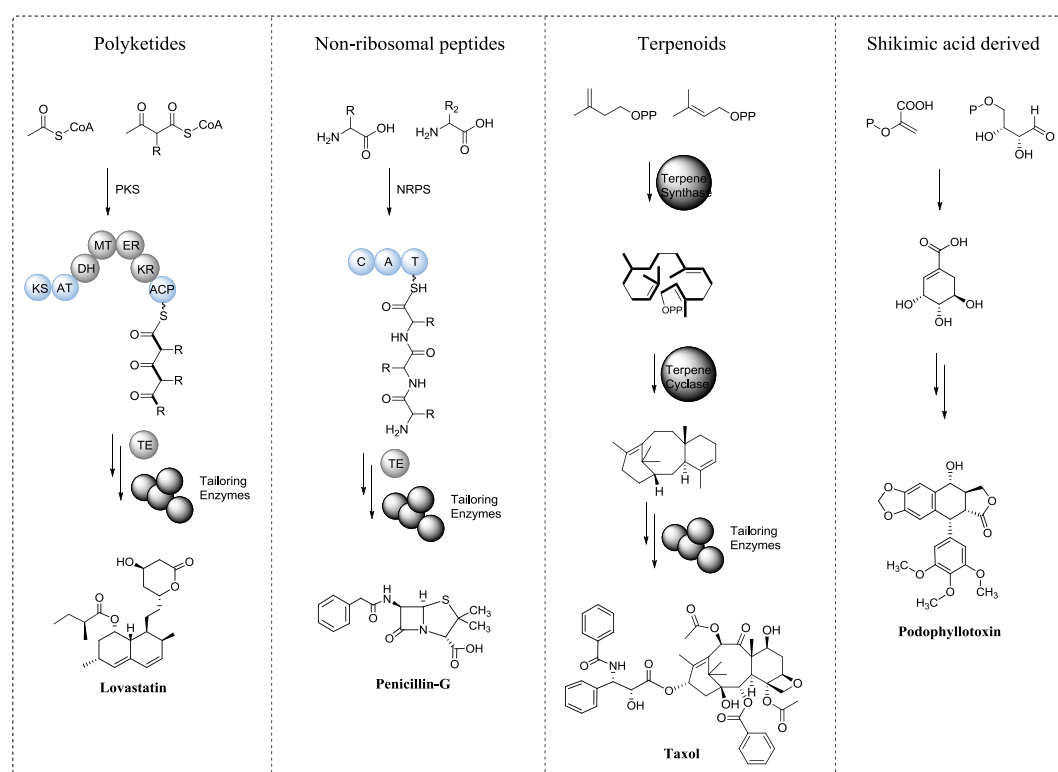 Polyketides
O
S
CoA
O
O
S
CoA
R
PKS
KS
AT
DH
MT
ER
KR
ACP
S
O
R
O
R
O
R
TE
Tailoring
Enzymes
HO
O
O
O
O
H
Lovastatin
Non-ribosomal peptides
R
H2N
OH
O
R2
H2N
OH
O
NRPS
C
A
T
SH
O
R
HN
O
R
NH
O
R
H2N
TE
Tailoring
Enzymes
H
N
H
S
O
CH3
CH3
O
N
OH
O
Penicillin-G
Terpenoids
OPP
OPP
Terpene
Synthase
OPP
Terpene
Cyclase
H
H
Tailoring
Enzymes
O
O
O
OH
O
NH
O
O
OH
OH
H
O
O
O
O
O
O
Taxol
Shikimic acid derived
COOH
P
O
P
O
O
HO
OH
O
OH
HO
OH
OH
OH
O
O
O
O
H3CO
OCH3
OCH3
Podophyllotoxin